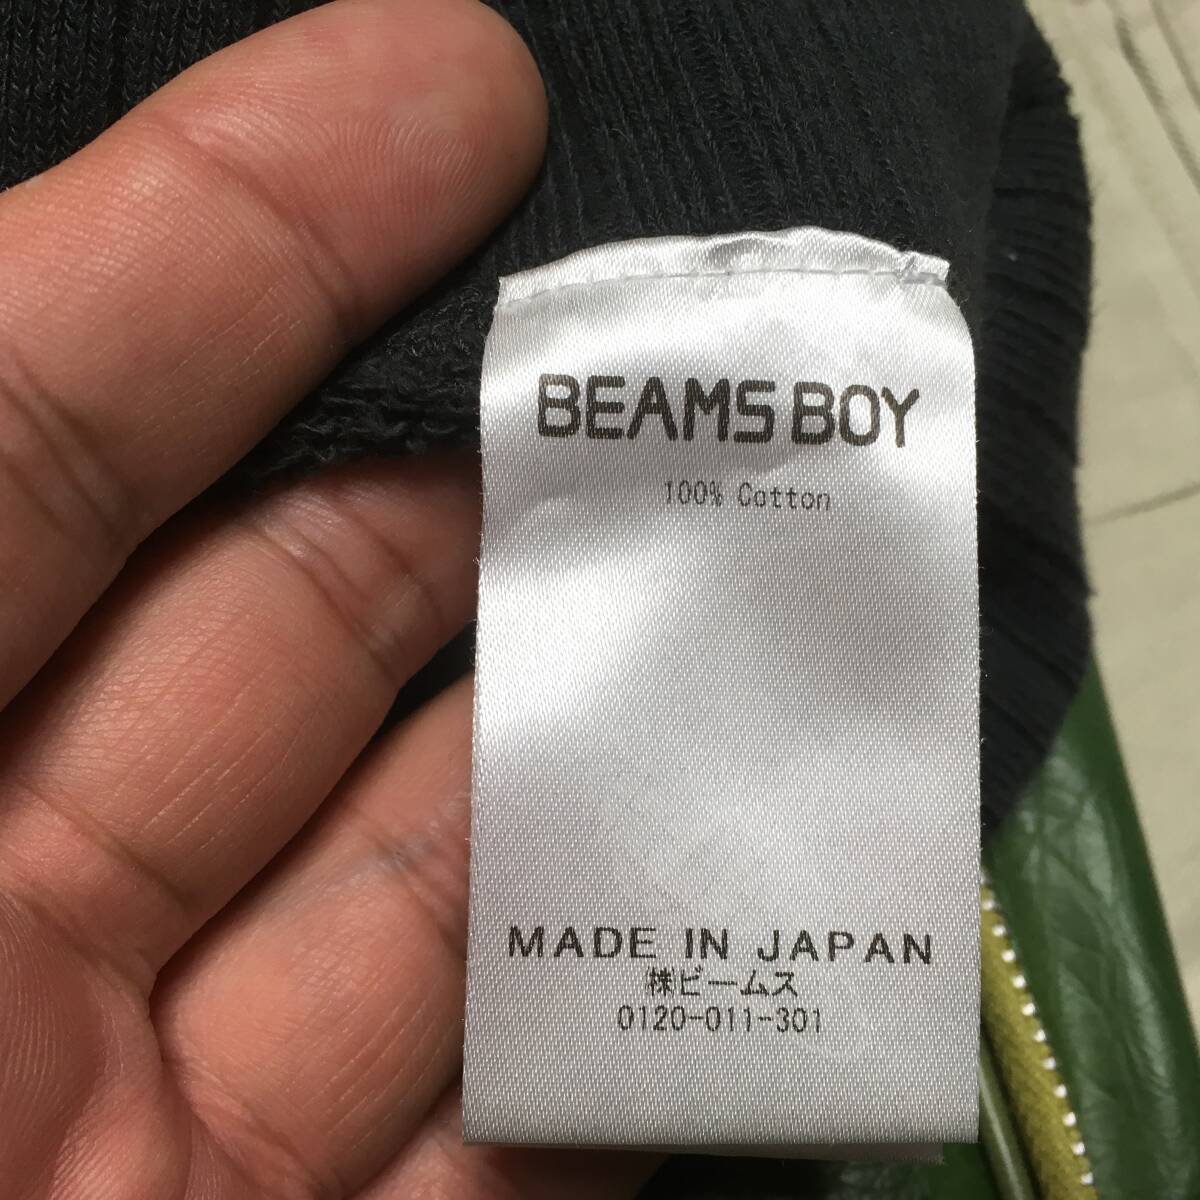 BEAMS BOY
100% Cotton
MADE IN JAPAN
㈱ビームス
0120-011-301